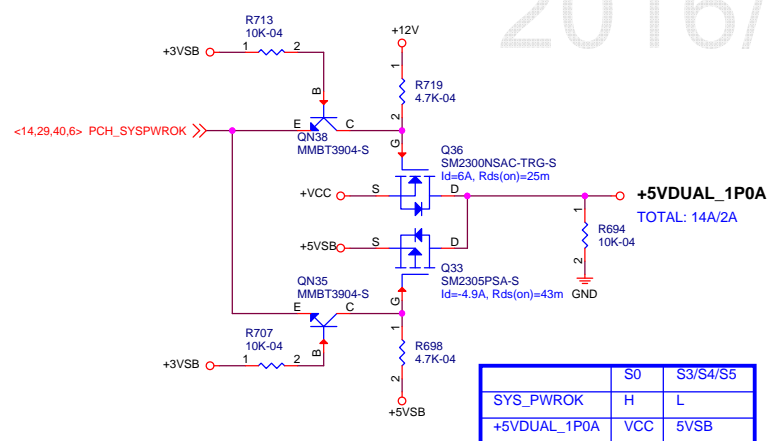 2016/
R713
10K-04
+3VSB
1
2
B
+12V
1
2
R719
4.7K-04
<14,29,40,6> PCH_SYSPWROK
E
C
QN38
MMBT3904-S
G
Q36
SM2300NSAC-TRG-S
Id=6A, Rds(on)=25m
+VCC
S
D
+5VDUAL_1P0A
TOTAL: 14A/2A
1
2
R694
10K-04
GND
+5VSB
S
D
Q33
SM2305PSA-S
Id=-4.9A, Rds(on)=43m
G
QN35
MMBT3904-S
E
C
B
R707
10K-04
+3VSB
1
2
1
2
R698
4.7K-04
+5VSB
S0 S3/S4/S5
SYS_PWROK H L
+5VDUAL_1P0A VCC 5VSB